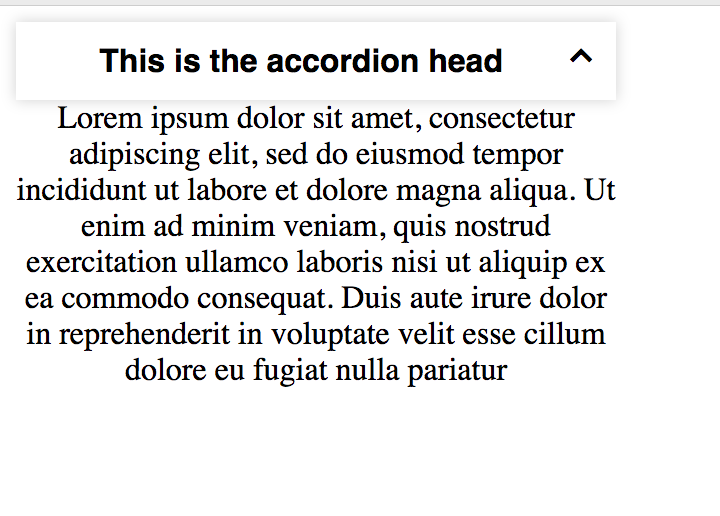 This is the accordion head
Lorem ipsum dolor sit amet, consectetur
adipiscing elit, sed do eiusmod tempor
incididunt ut labore et dolore magna aliqua. Ut
enim ad minim veniam, quis nostrud
exercitation ullamco laboris nisi ut aliquip ex
ea commodo consequat. Duis aute irure dolor
in reprehenderit in voluptate velit esse cillum
dolore eu fugiat nulla pariatur